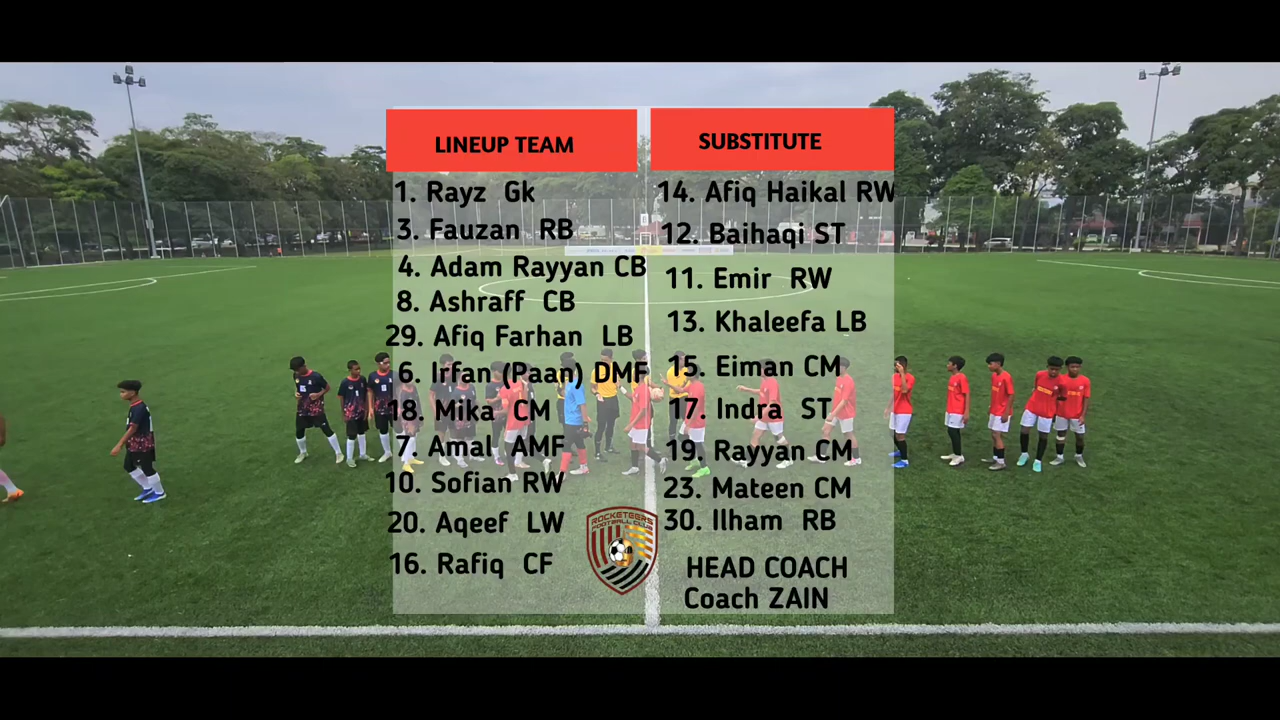 LINEUP TEAM
1. Rayz Gk
3. Fauzan RB
4. Adam Rayyan CB
8. Ashraff CB
29. Afiq Farhan LB
6. Irfan (Paan) DMF
18. Mika CM
7. Amal AMF
10. Sofian RW
20. Aqeef LW
16. Rafiq CF
SUBSTITUTE
14. Afiq Haikal RW
12. Baihaqi ST
11. Emir RW
13. Khaleefa LB
15. Eiman CM
17. Indra ST
19. Rayyan CM
23. Mateen CM
30. Ilham RB
HEAD COACH
Coach ZAIN
ROCKETEERS
FOOTBALL CLUB